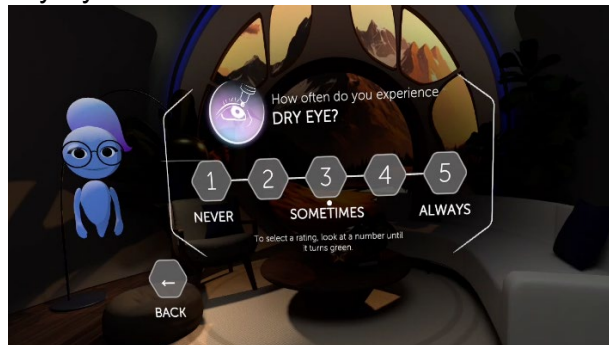 How often do you experience
DRY EYE?
1 2 3 4 5
NEVER SOMETIMES ALWAYS
To select a rating, look at a number until
it turns green.
BACK